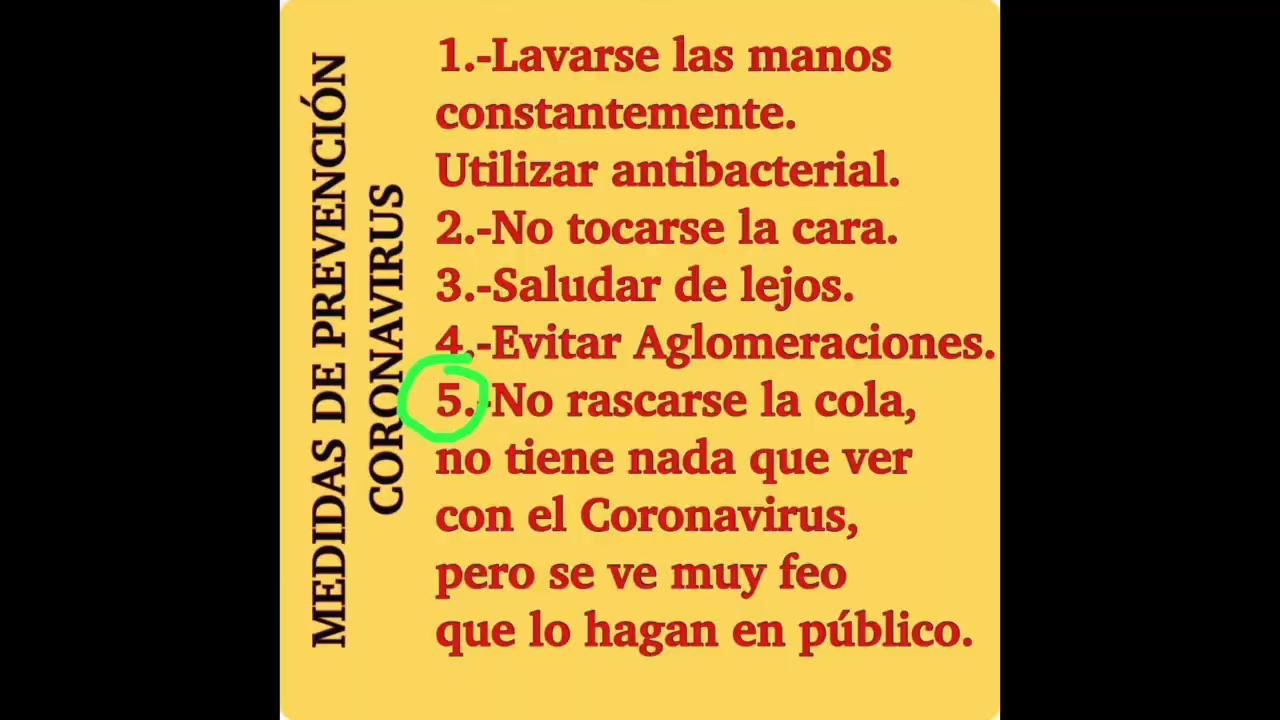 MEDIDAS DE PREVENCIÓN
CORONAVIRUS
1.-Lavarse las manos
constantemente.
Utilizar antibacterial.
2.-No tocarse la cara.
3.-Saludar de lejos.
4.-Evitar Aglomeraciones.
5.-No rascarse la cola,
no tiene nada que ver
con el Coronavirus,
pero se ve muy feo
que lo hagan en público.